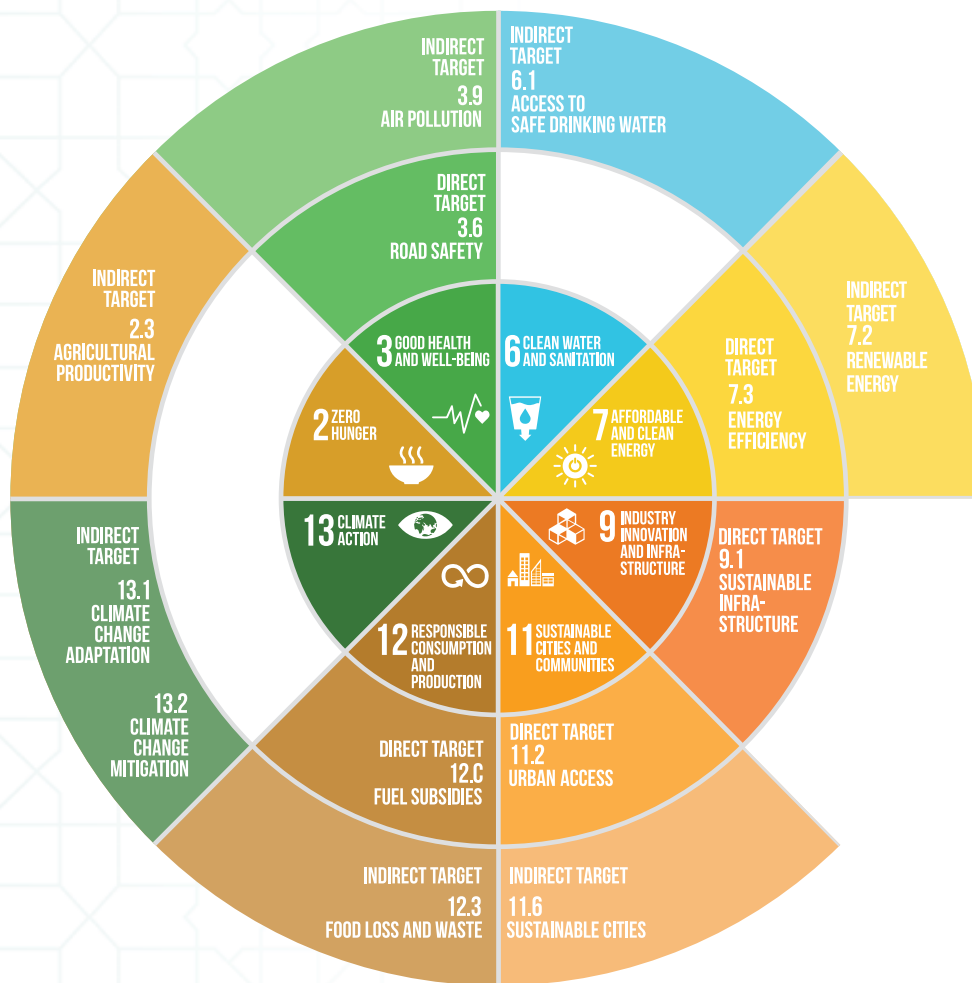 INDIRECT
TARGET
3.9
AIR POLLUTION
INDIRECT
TARGET
6.1
ACCESS TO
SAFE DRINKING WATER
DIRECT
TARGET
3.6
ROAD SAFETY
INDIRECT
TARGET
2.3
AGRICULTURAL
PRODUCTIVITY
INDIRECT
TARGET
7.2
RENEWABLE
ENERGY
DIRECT
TARGET
7.3
ENERGY
EFFICIENCY
3 GOOD HEALTH
AND WELL-BEING
6 CLEAN WATER
AND SANITATION
2 ZERO
HUNGER
7 AFFORDABLE
AND CLEAN
ENERGY
13 CLIMATE
ACTION
9 INDUSTRY
INNOVATION
AND INFRA-
STRUCTURE
DIRECT TARGET
9.1
SUSTAINABLE
INFRA-
STRUCTURE
INDIRECT
TARGET
13.1
CLIMATE
CHANGE
ADAPTATION
13.2
CLIMATE
CHANGE
MITIGATION
12 RESPONSIBLE
CONSUMPTION
AND
PRODUCTION
11 SUSTAINABLE
CITIES AND
COMMUNITIES
DIRECT TARGET
12.C
FUEL SUBSIDIES
DIRECT TARGET
11.2
URBAN ACCESS
INDIRECT TARGET
12.3
FOOD LOSS AND WASTE
INDIRECT TARGET
11.6
SUSTAINABLE CITIES